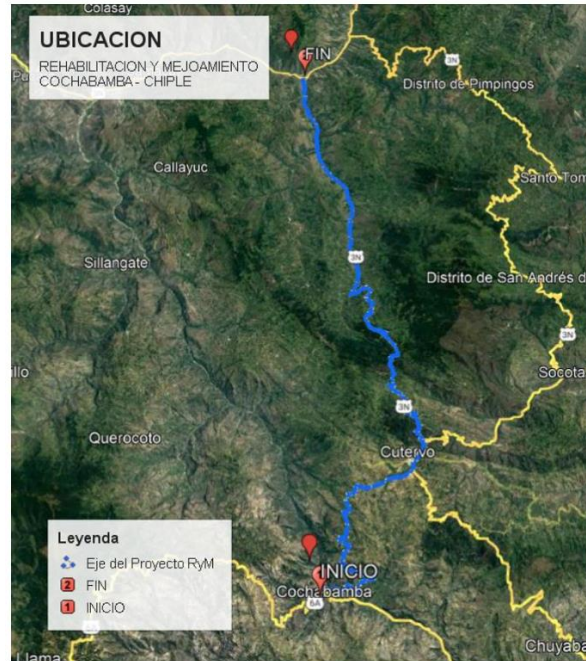 Colasay
UBICACION
REHABILITACION Y MEJOAMIENTO
COCHABAMBA - CHIPLE
FIN
3N
Distrito de Pimpingos
Callayuc
Santo Tom
Sillangate
3N
Distrito de San Andrés d
3N
Socota
3N
Querocoto
Cutervo
Leyenda
Eje del Proyecto RyM
2 FIN
1 INICIO
INICIO
Cochabamba
6A
Chuyaba
Llama